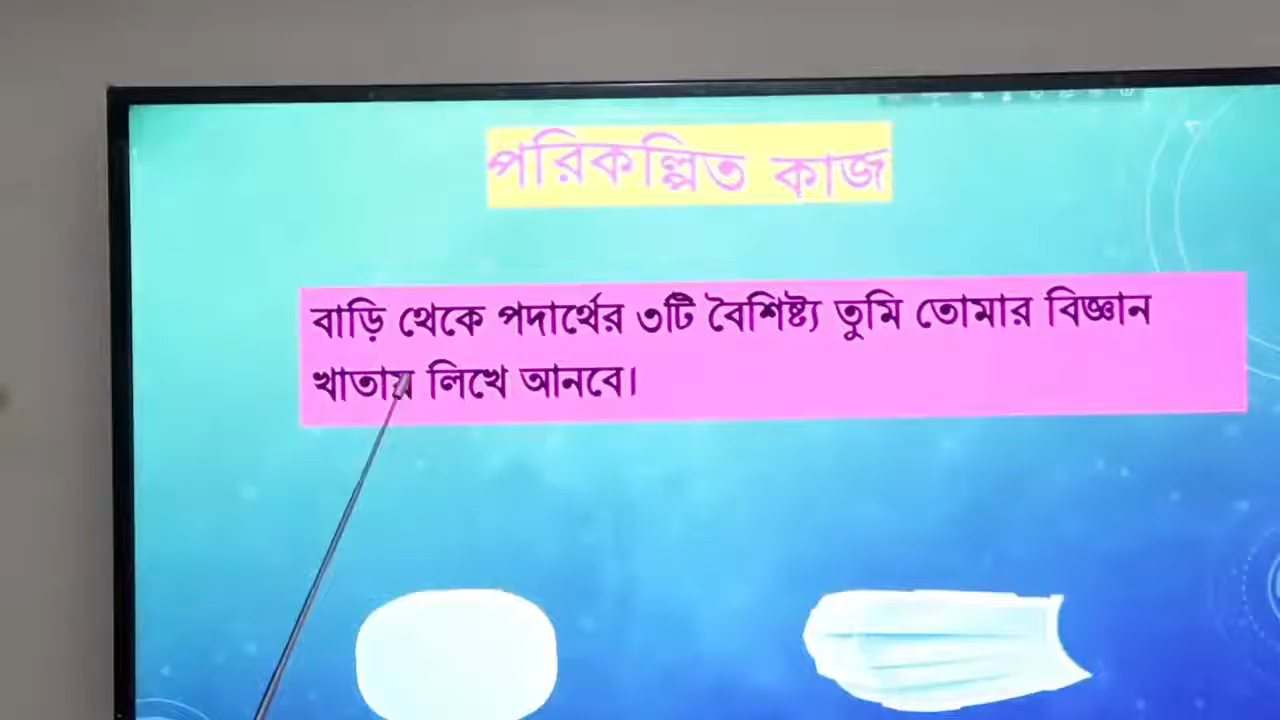 পরিকল্পিত কাজ
বাড়ি থেকে পদার্থের ৩টি বৈশিষ্ট্য তুমি তোমার বিজ্ঞান
খাতায় লিখে আনবে।